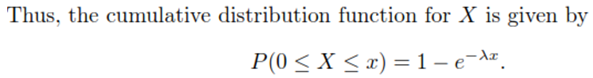 Thus, the cumulative distribution function for X is given by
P(0 ≤ X ≤ x) = 1 − e^{−λx}.